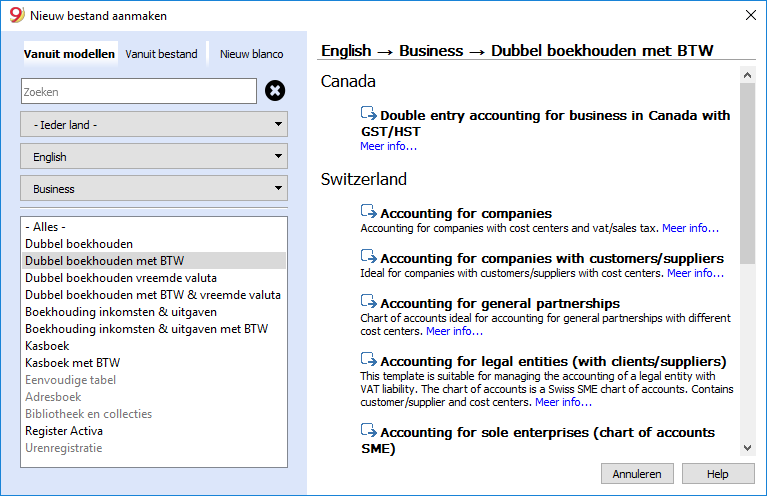 Nieuw bestand aanmaken
Vanuit modellen
Vanuit bestand
Nieuw blanco
Zoeken
- Ieder land -
English
Business
- Alles -
Dubbel boekhouden
Dubbel boekhouden met BTW
Dubbel boekhouden vreemde valuta
Dubbel boekhouden met BTW & vreemde valuta
Boekhouding inkomsten & uitgaven
Boekhouding inkomsten & uitgaven met BTW
Kasboek
Kasboek met BTW
Eenvoudige tabel
Adresboek
Bibliotheek en collecties
Register Activa
Urenregistratie
English → Business → Dubbel boekhouden met BTW
Canada
Double entry accounting for business in Canada with
GST/HST
Meer info...
Switzerland
Accounting for companies
Accounting for companies with cost centers and vat/sales tax. Meer info...
Accounting for companies with customers/suppliers
Ideal for companies with customers/suppliers with cost centers. Meer info...
Accounting for general partnerships
Chart of accounts ideal for accounting for general partnerships with different
cost centers. Meer info...
Accounting for legal entities (with clients/suppliers)
This template is suitable for managing the accounting of a legal entity with
VAT liability. The chart of accounts is a Swiss SME chart of accounts. Contains
customer/supplier and cost centers. Meer info...
Accounting for sole enterprises (chart of accounts
SME)
Annuleren
Help